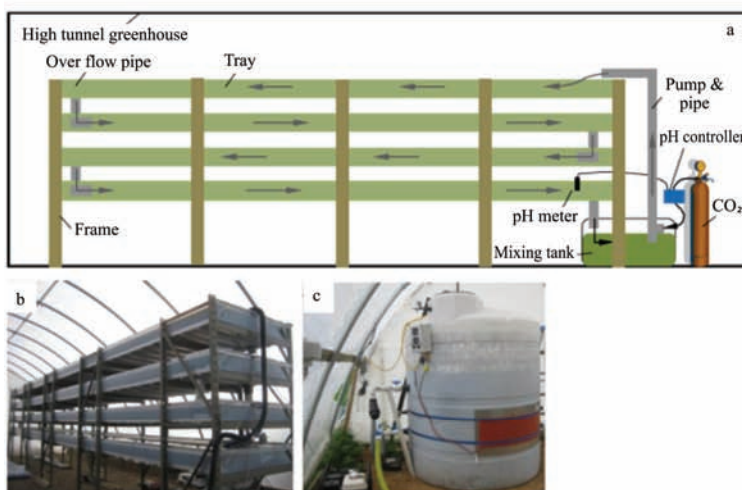 High tunnel greenhouse
a
Over flow pipe
Tray
Pump &
pipe
pH controller
pH meter
CO₂
Frame
Mixing tank
b
c